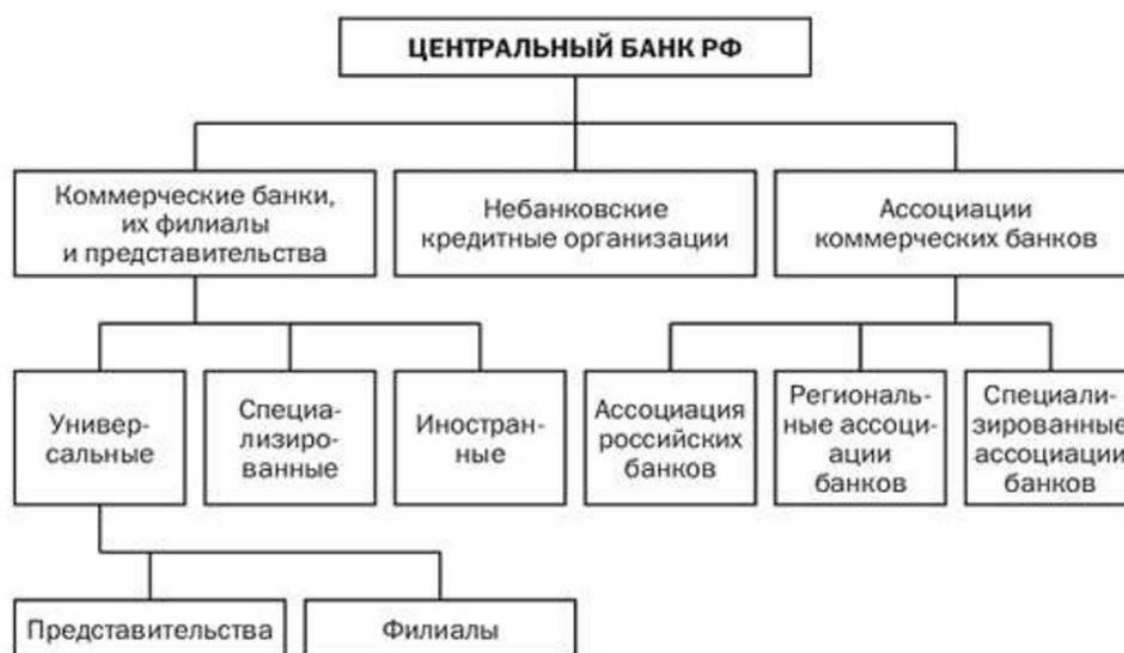 ЦЕНТРАЛЬНЫЙ БАНК РФ
Коммерческие банки,
их филиалы
и представительства
Небанковские
кредитные организации
Ассоциации
коммерческих банков
Универ-
сальные
Специа-
лизиро-
ванные
Иностран-
ные
Ассоциация
российских
банков
Региональ-
ные ассоци-
ации
банков
Специали-
зированные
ассоциации
банков
Представительства
Филиалы